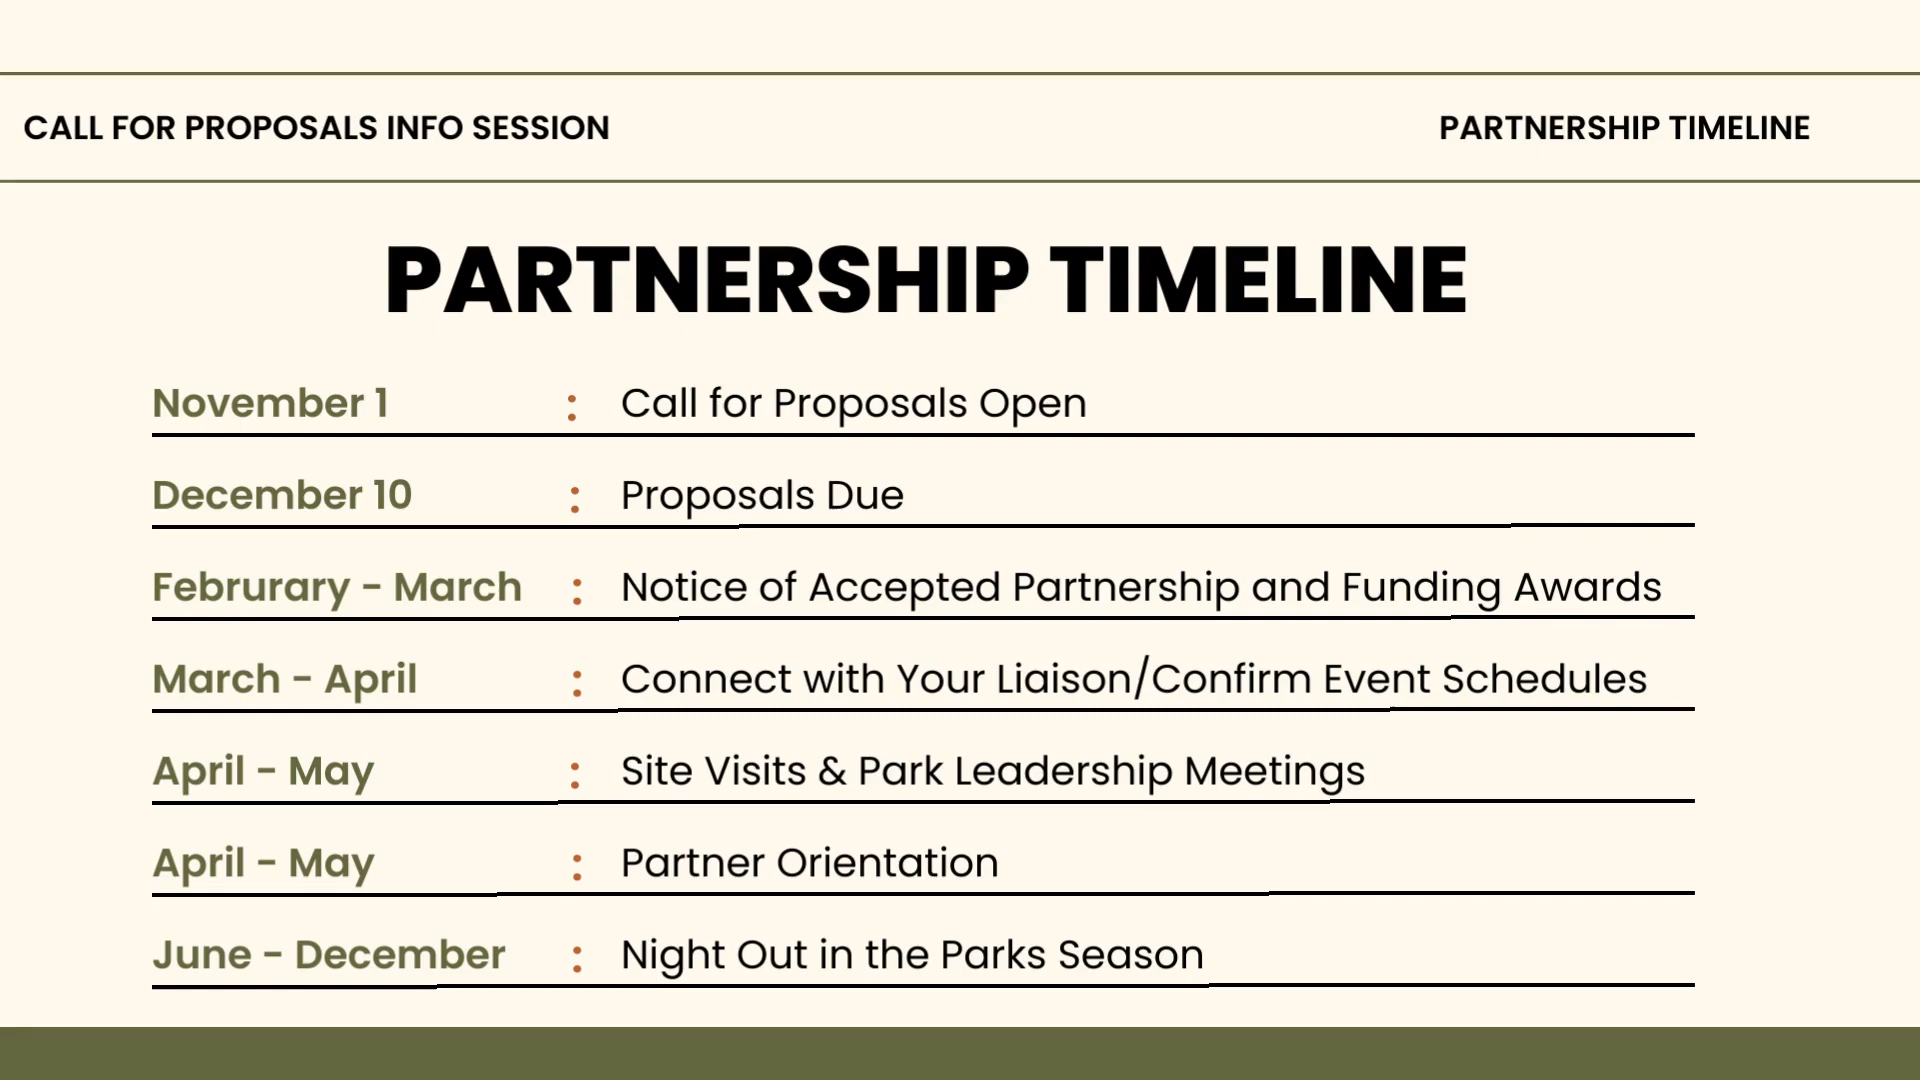 CALL FOR PROPOSALS INFO SESSION
PARTNERSHIP TIMELINE
PARTNERSHIP TIMELINE
November 1 : Call for Proposals Open
December 10 : Proposals Due
Februrary - March : Notice of Accepted Partnership and Funding Awards
March - April : Connect with Your Liaison/Confirm Event Schedules
April - May : Site Visits & Park Leadership Meetings
April - May : Partner Orientation
June - December : Night Out in the Parks Season